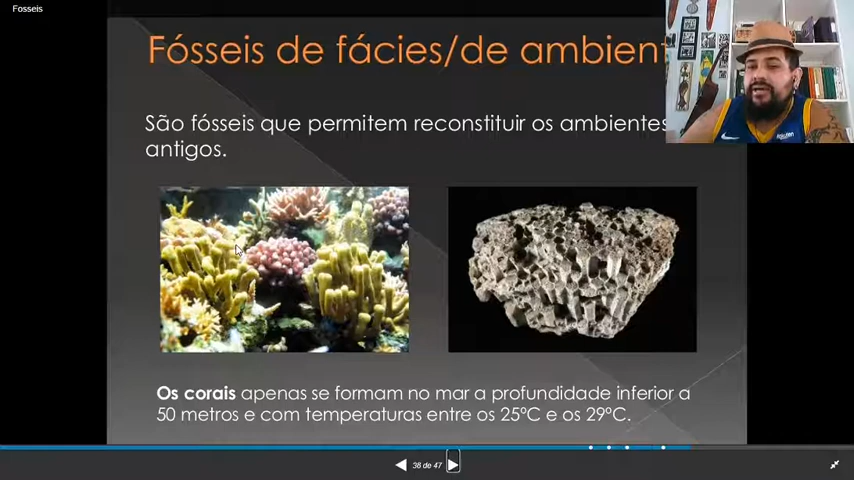 Fosseis
Fósseis de fácies/de ambient
São fósseis que permitem reconstituir os ambientes
antigos.
Os corais apenas se formam no mar a profundidade inferior a
50 metros e com temperaturas entre os 25ºC e os 29ºC.
38 de 47